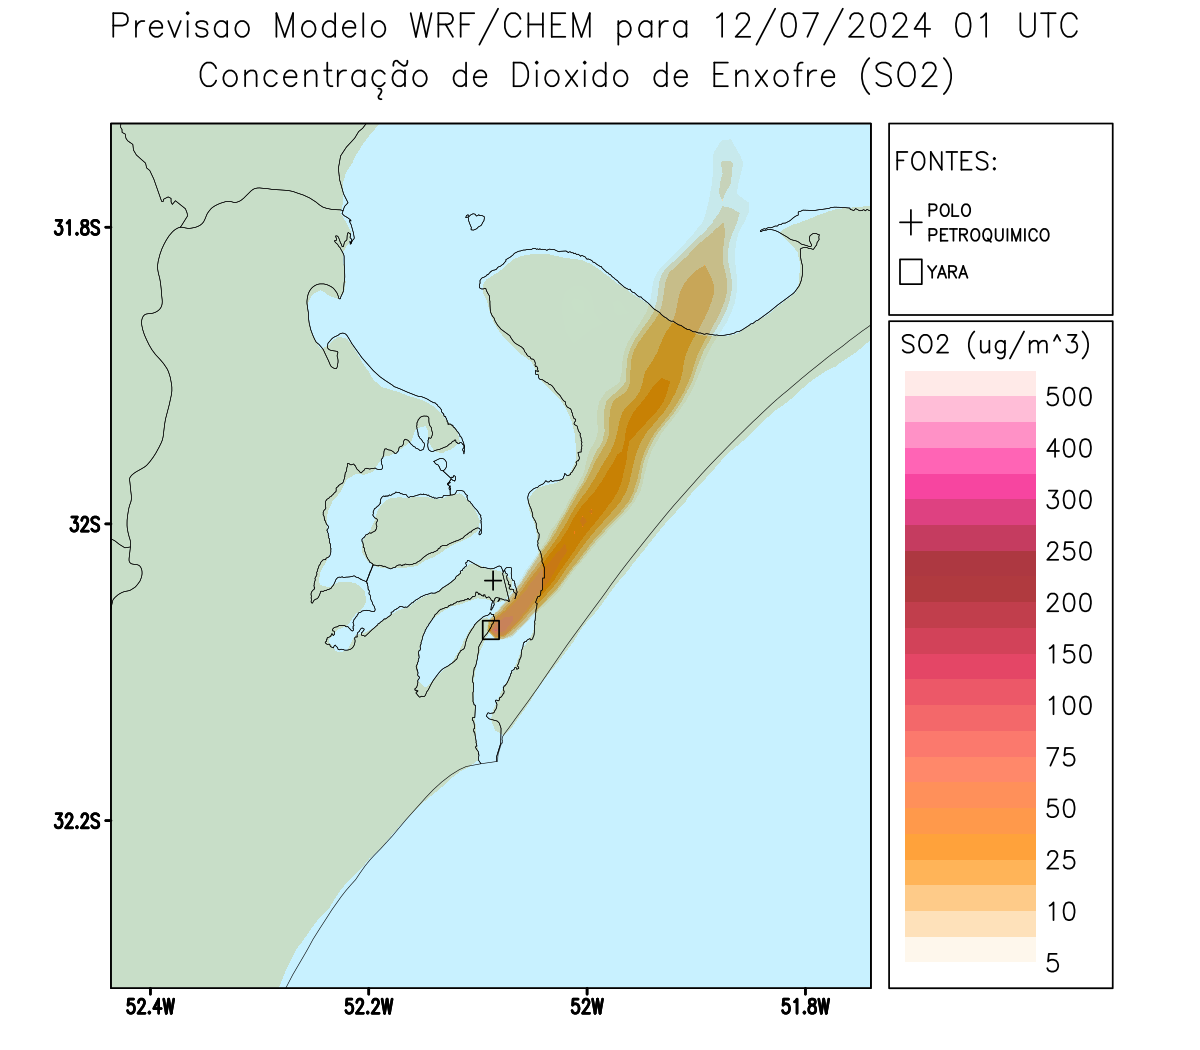 Previsao Modelo WRF/CHEM para 12/07/2024 01 UTC
Concentração de Dioxido de Enxofre (SO2)
FONTES:
POLO
PETROQUIMICO
YARA
SO2 (ug/m^3)
500
400
300
250
200
150
100
75
50
25
10
5
31.8S
32S
32.2S
52.4W
52.2W
52W
51.8W